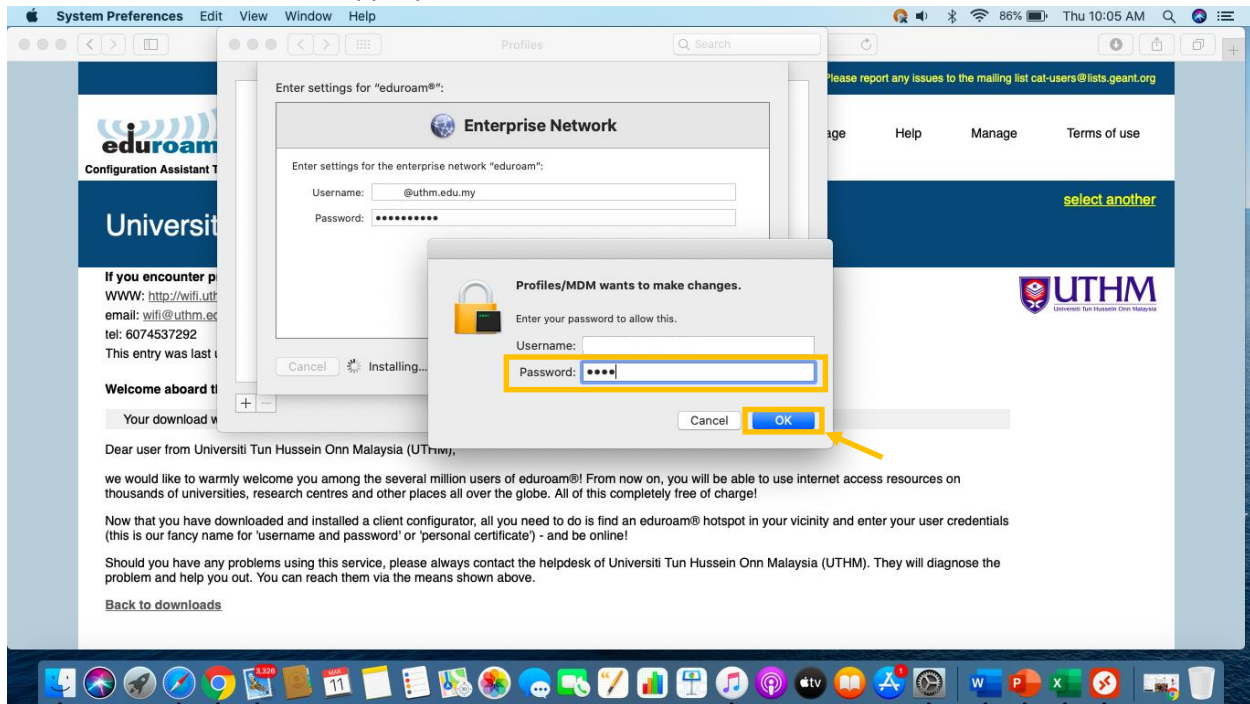 System Preferences Edit View Window Help 86% Thu 10:05 AM
Profiles Search
Please report any issues to the mailing list cat-users@lists.geant.org
Enter settings for "eduroam®":
Enterprise Network
eduroam
Configuration Assistant T
age Help Manage Terms of use
Enter settings for the enterprise network "eduroam":
Username: @uthm.edu.my
Password: ••••••••••
select another
Universit
If you encounter p
WWW: http://wifi.uth
email: wifi@uthm.ed
tel: 6074537292
This entry was last u
UTHM
Universiti Tun Hussein Onn Malaysia
Profiles/MDM wants to make changes.
Enter your password to allow this.
Username:
Password: ••••
Cancel OK
Cancel Installing...
Welcome aboard t
Your download w
Dear user from Universiti Tun Hussein Onn Malaysia (UTHM),
we would like to warmly welcome you among the several million users of eduroam®! From now on, you will be able to use internet access resources on
thousands of universities, research centres and other places all over the globe. All of this completely free of charge!
Now that you have downloaded and installed a client configurator, all you need to do is find an eduroam® hotspot in your vicinity and enter your user credentials
(this is our fancy name for 'username and password' or 'personal certificate') - and be online!
Should you have any problems using this service, please always contact the helpdesk of Universiti Tun Hussein Onn Malaysia (UTHM). They will diagnose the
problem and help you out. You can reach them via the means shown above.
Back to downloads
3,326 11 tv 1 W P X